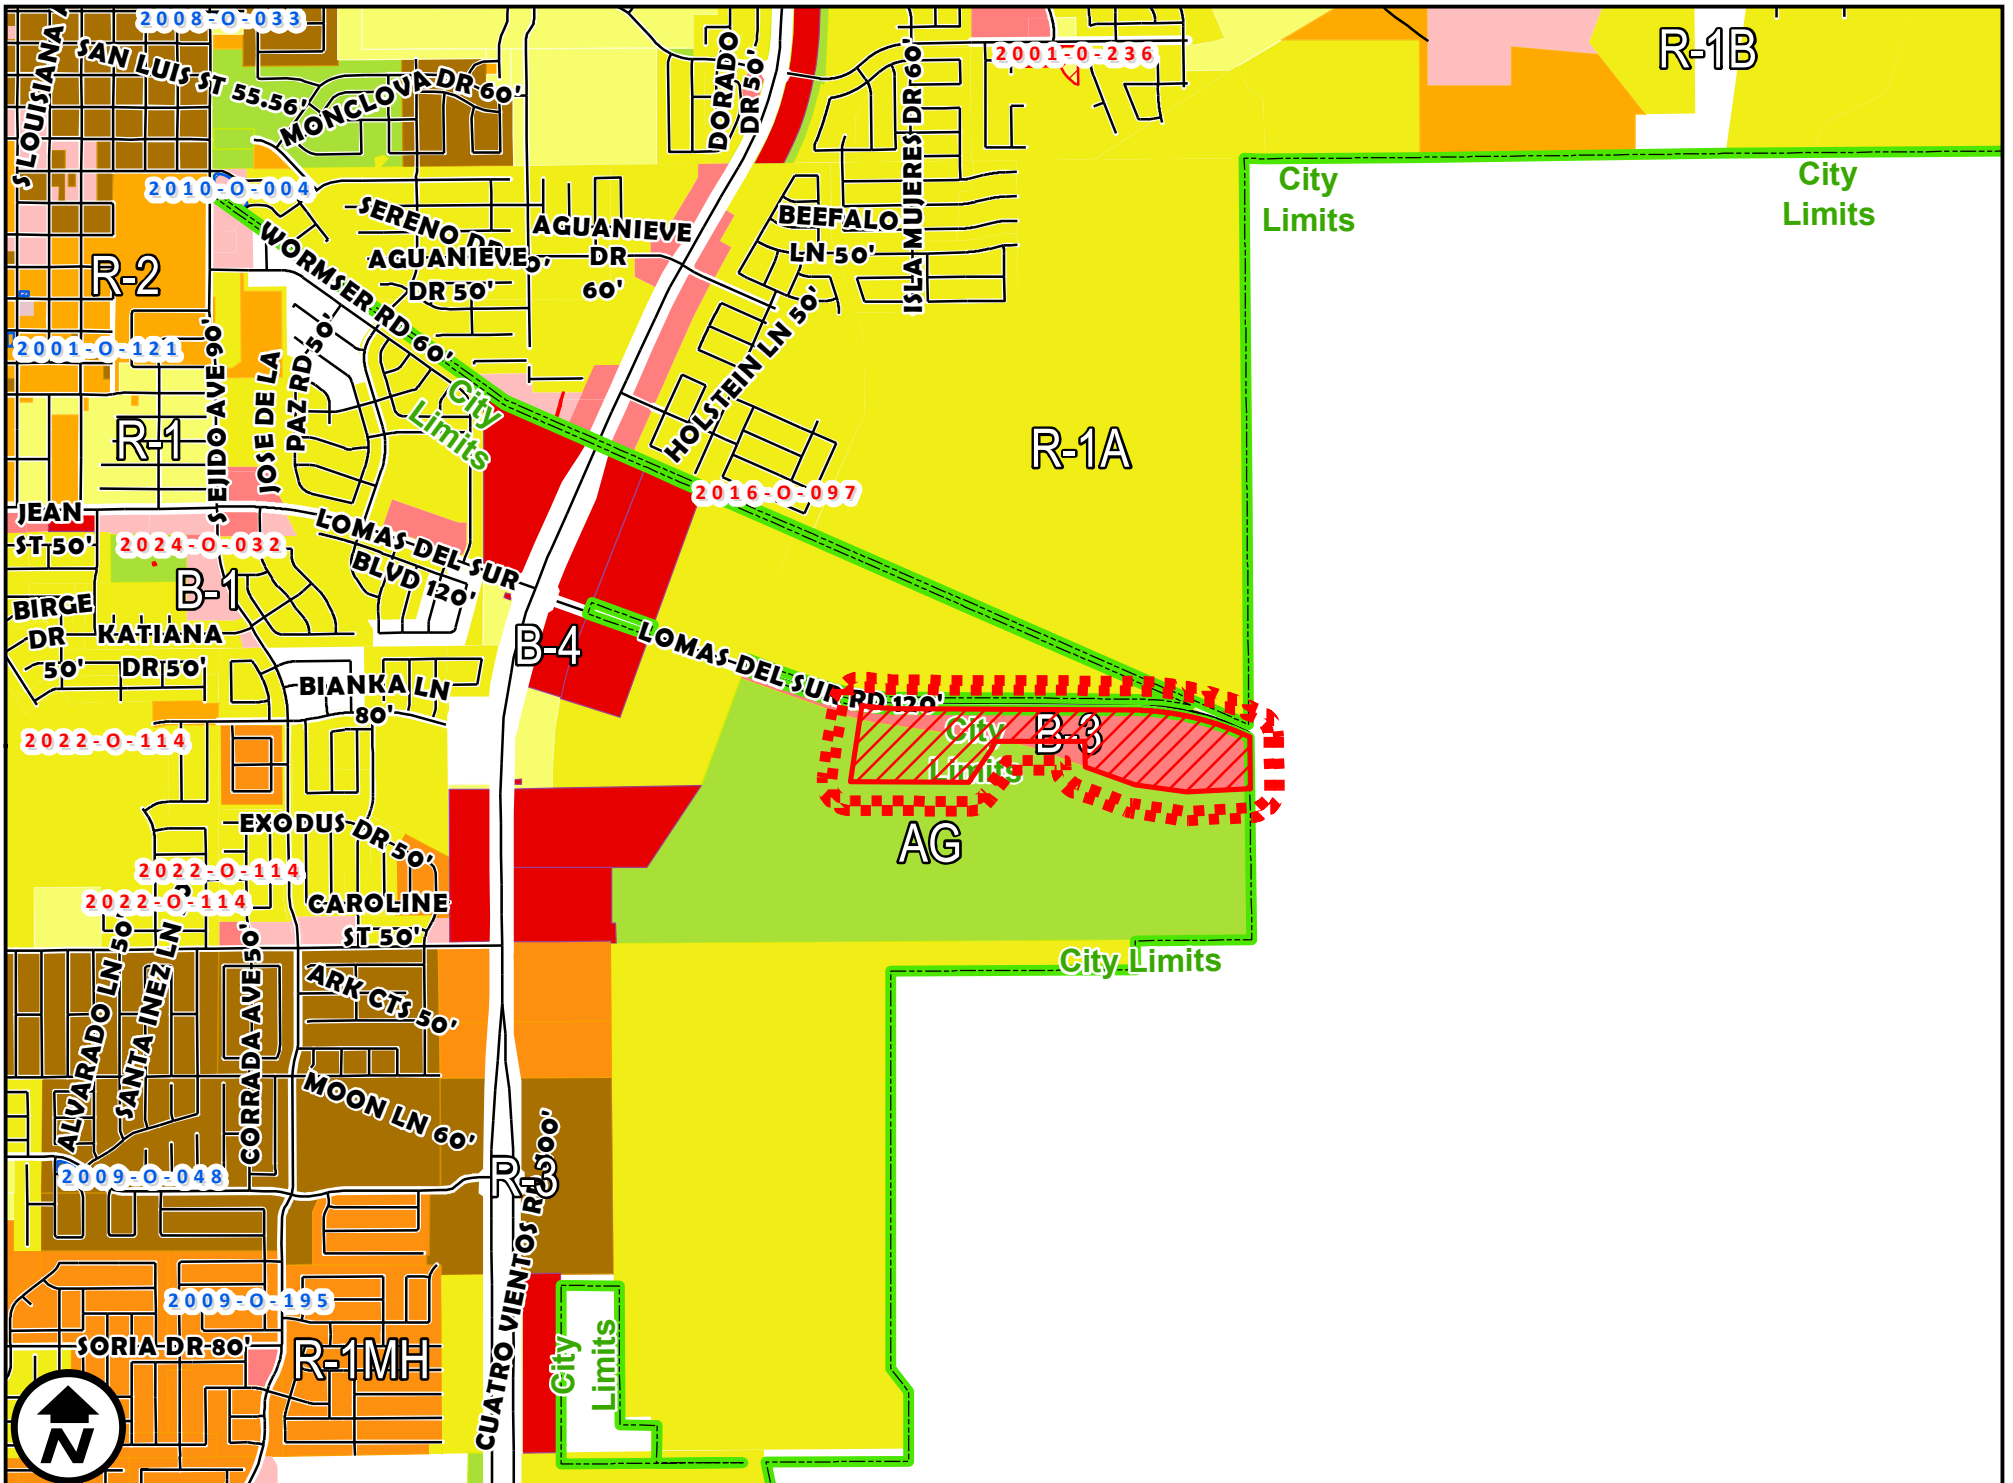 2008-O-033
S LOUISIANA
SAN LUIS ST 55.56'
MONCLOVA DR 60'
DORADO
DR 50'
ISLA MUJERES DR 60'
2001-O-236
R-1B
City
Limits
City
Limits
2010-O-004
R-2
WORMSER RD 60'
SERENO DR
AGUANIEVE
DR 50'
AGUANIEVE
DR
60'
BEEFALO
LN 50'
HOLSTEIN LN 50'
2001-O-121
S EJIDO AVE 90'
JOSE DE LA
PAZ RD 50'
City
Limits
R-1
R-1A
JEAN
ST 50'
2024-O-032
2016-O-097
LOMAS DEL SUR
BLVD 120'
B-1
BIRGE
DR
50'
KATIANA
DR 50'
B-4
LOMAS DEL SUR RD 120'
BIANKA LN
80'
City
Limits
B-3
2022-O-114
EXODUS DR 50'
AG
2022-O-114
2022-O-114
CAROLINE
ST 50'
City Limits
ALVARADO LN 50'
SANTA INEZ LN
CORRADA AVE 50'
ARK CTS 50'
MOON LN 60'
2009-O-048
R-3
CUATRO VIENTOS RD
2009-O-195
SORIA DR 80'
R-1MH
City
Limits
N